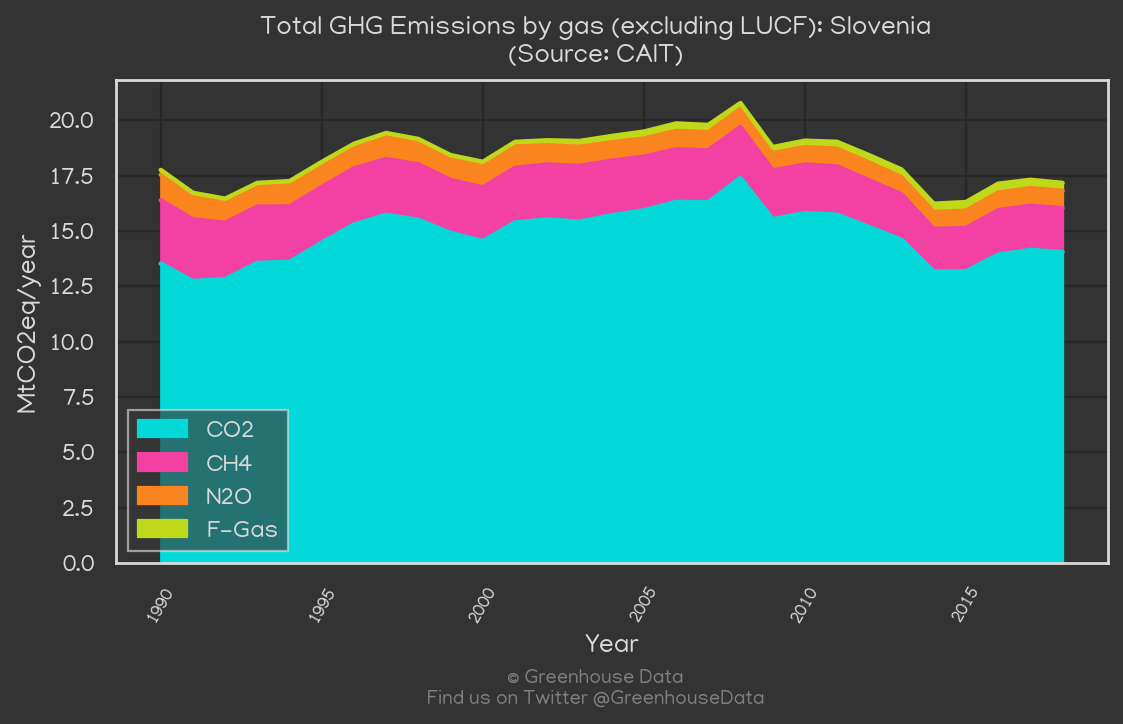 Total GHG Emissions by gas (excluding LUCF): Slovenia
(Source: CAIT)
MtCO2eq/year
20.0
17.5
15.0
12.5
10.0
7.5
5.0
2.5
0.0
CO2
CH4
N2O
F-Gas
1990 1995 2000 2005 2010 2015
Year
© Greenhouse Data
Find us on Twitter @GreenhouseData